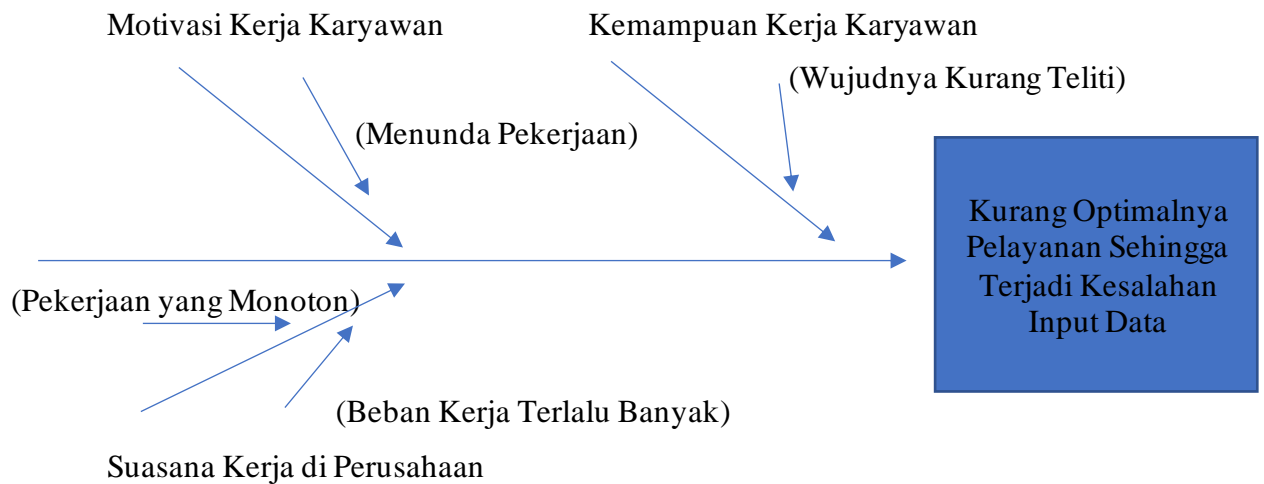 Motivasi Kerja Karyawan
Kemampuan Kerja Karyawan
(Wujudnya Kurang Teliti)
(Menunda Pekerjaan)
Kurang Optimalnya
Pelayanan Sehingga
Terjadi Kesalahan
Input Data
(Pekerjaan yang Monoton)
(Beban Kerja Terlalu Banyak)
Suasana Kerja di Perusahaan